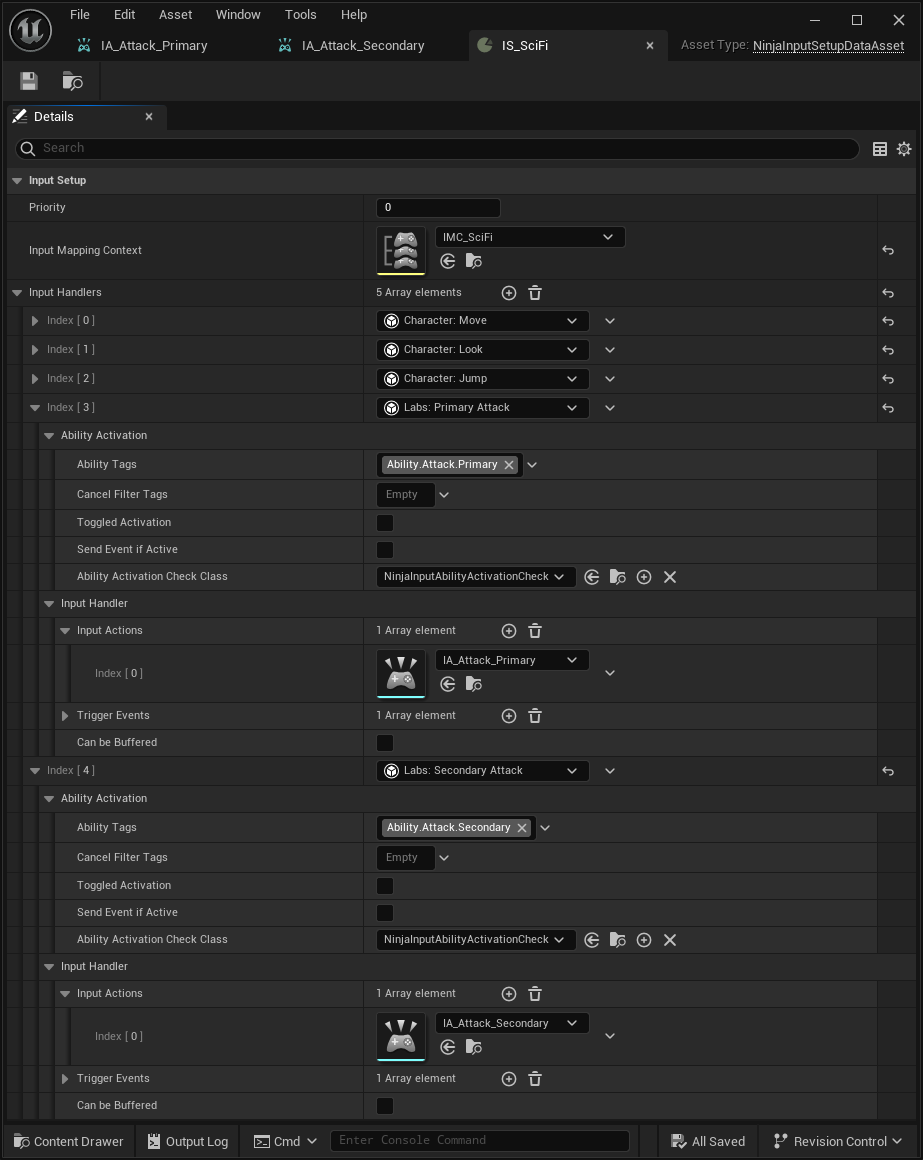 File Edit Asset Window Tools Help
IA_Attack_Primary IA_Attack_Secondary IS_SciFi Asset Type: NinjaInputSetupDataAsset
Details
Search
Input Setup
Priority 0
Input Mapping Context IMC_SciFi
Input Handlers 5 Array elements
Index [ 0 ] Character: Move
Index [ 1 ] Character: Look
Index [ 2 ] Character: Jump
Index [ 3 ] Labs: Primary Attack
Ability Activation
Ability Tags Ability.Attack.Primary
Cancel Filter Tags Empty
Toggled Activation
Send Event if Active
Ability Activation Check Class NinjaInputAbilityActivationCheck
Input Handler
Input Actions 1 Array element
Index [ 0 ] IA_Attack_Primary
Trigger Events 1 Array element
Can be Buffered
Index [ 4 ] Labs: Secondary Attack
Ability Activation
Ability Tags Ability.Attack.Secondary
Cancel Filter Tags Empty
Toggled Activation
Send Event if Active
Ability Activation Check Class NinjaInputAbilityActivationCheck
Input Handler
Input Actions 1 Array element
Index [ 0 ] IA_Attack_Secondary
Trigger Events 1 Array element
Can be Buffered
Content Drawer Output Log Cmd Enter Console Command All Saved Revision Control